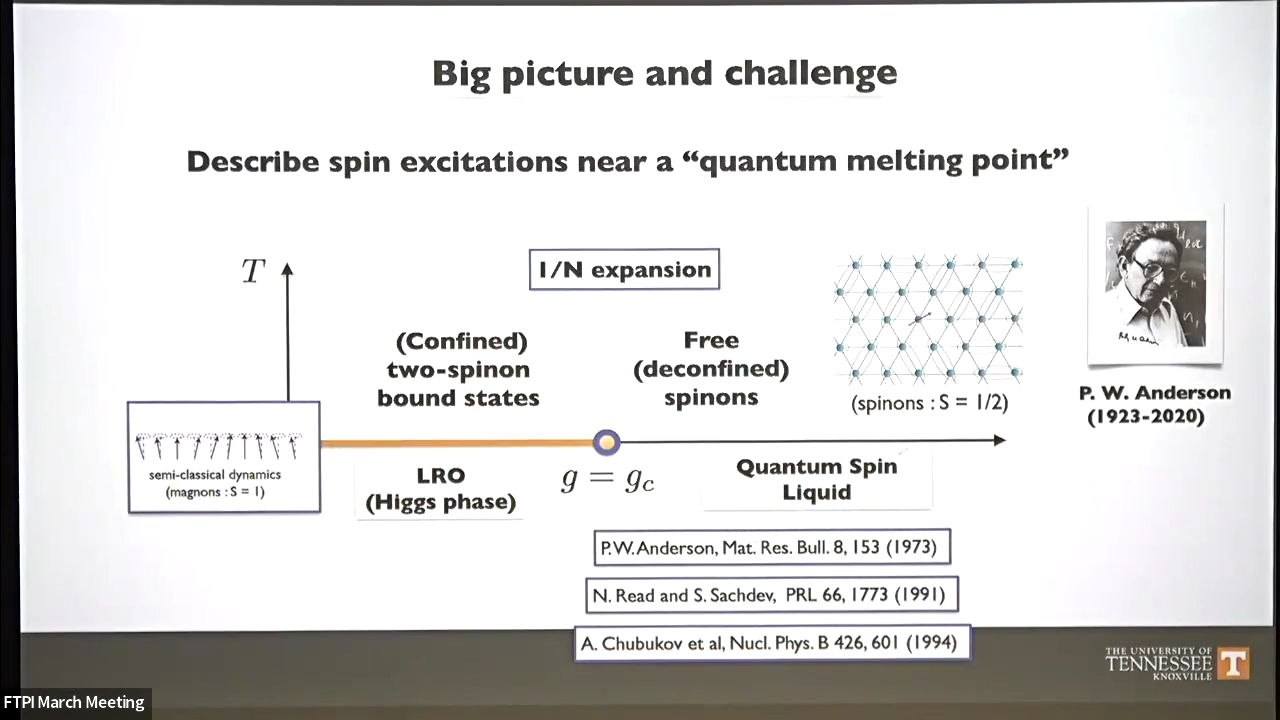 Big picture and challenge
Describe spin excitations near a “quantum melting point”
T
1/N expansion
(Confined)
two-spinon
bound states
Free
(deconfined)
spinons
(spinons : S = 1/2)
P. W. Anderson
(1923-2020)
semi-classical dynamics
(magnons : S = 1)
LRO
(Higgs phase)
g = gc
Quantum Spin
Liquid
P.W.Anderson, Mat. Res. Bull. 8, 153 (1973)
N. Read and S. Sachdev, PRL 66, 1773 (1991)
A. Chubukov et al, Nucl. Phys. B 426, 601 (1994)
THE UNIVERSITY OF
TENNESSEE
KNOXVILLE
T
FTPI March Meeting